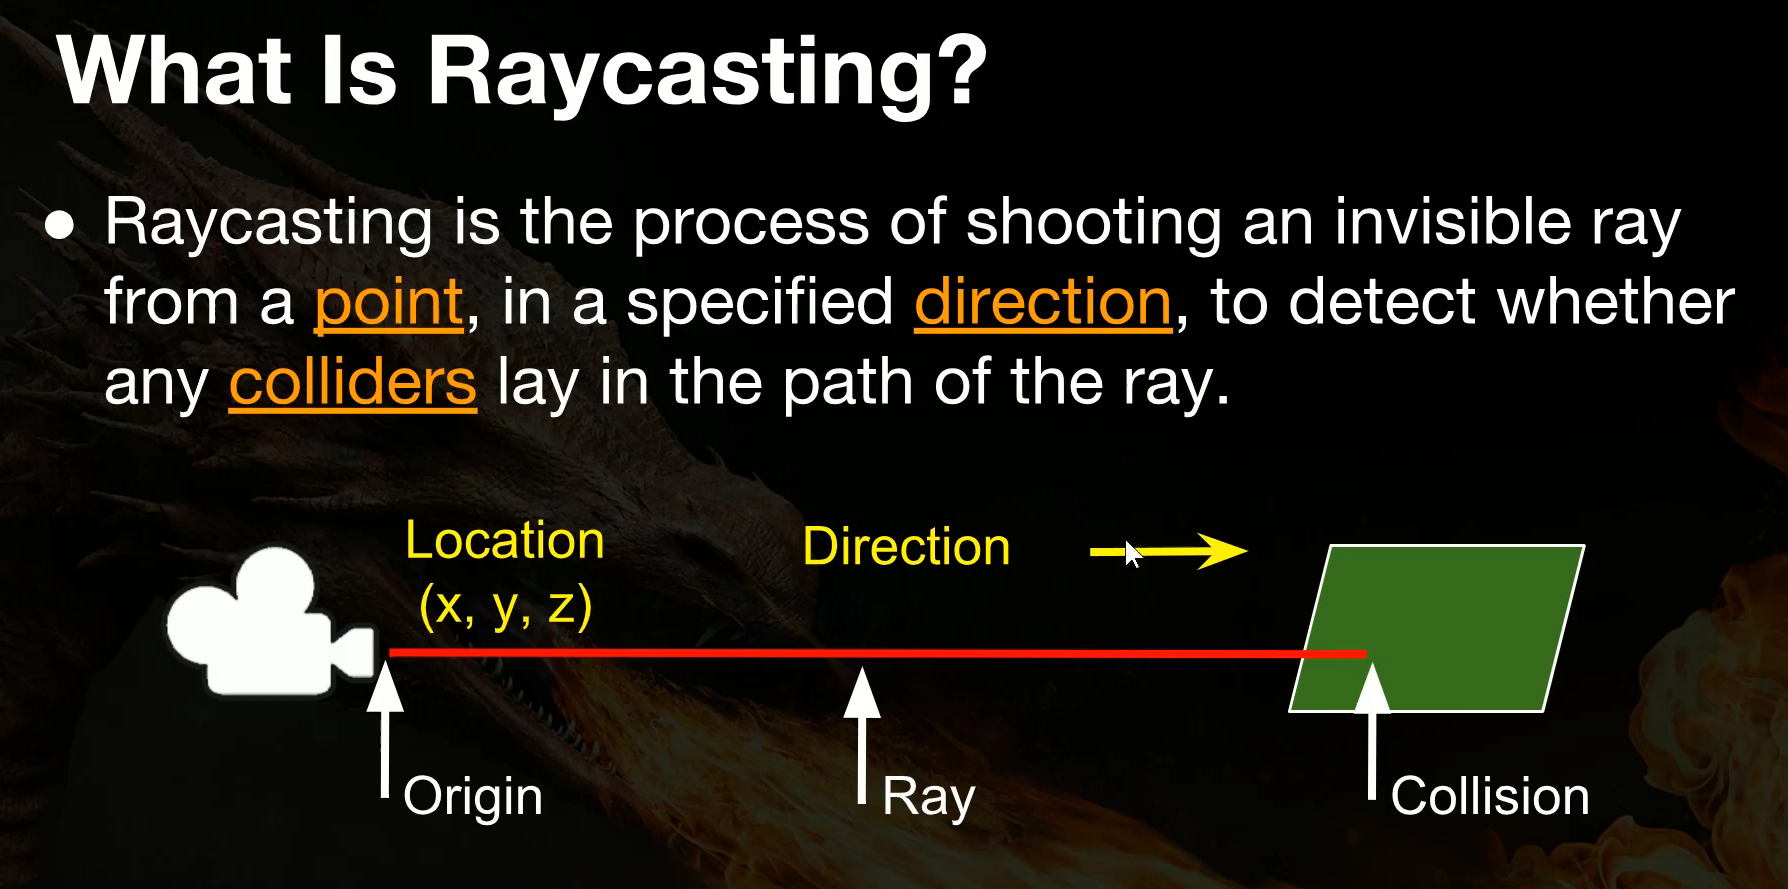 What Is Raycasting?
● Raycasting is the process of shooting an invisible ray
from a point, in a specified direction, to detect whether
any colliders lay in the path of the ray.
Location
(x, y, z)
Direction
Origin
Ray
Collision